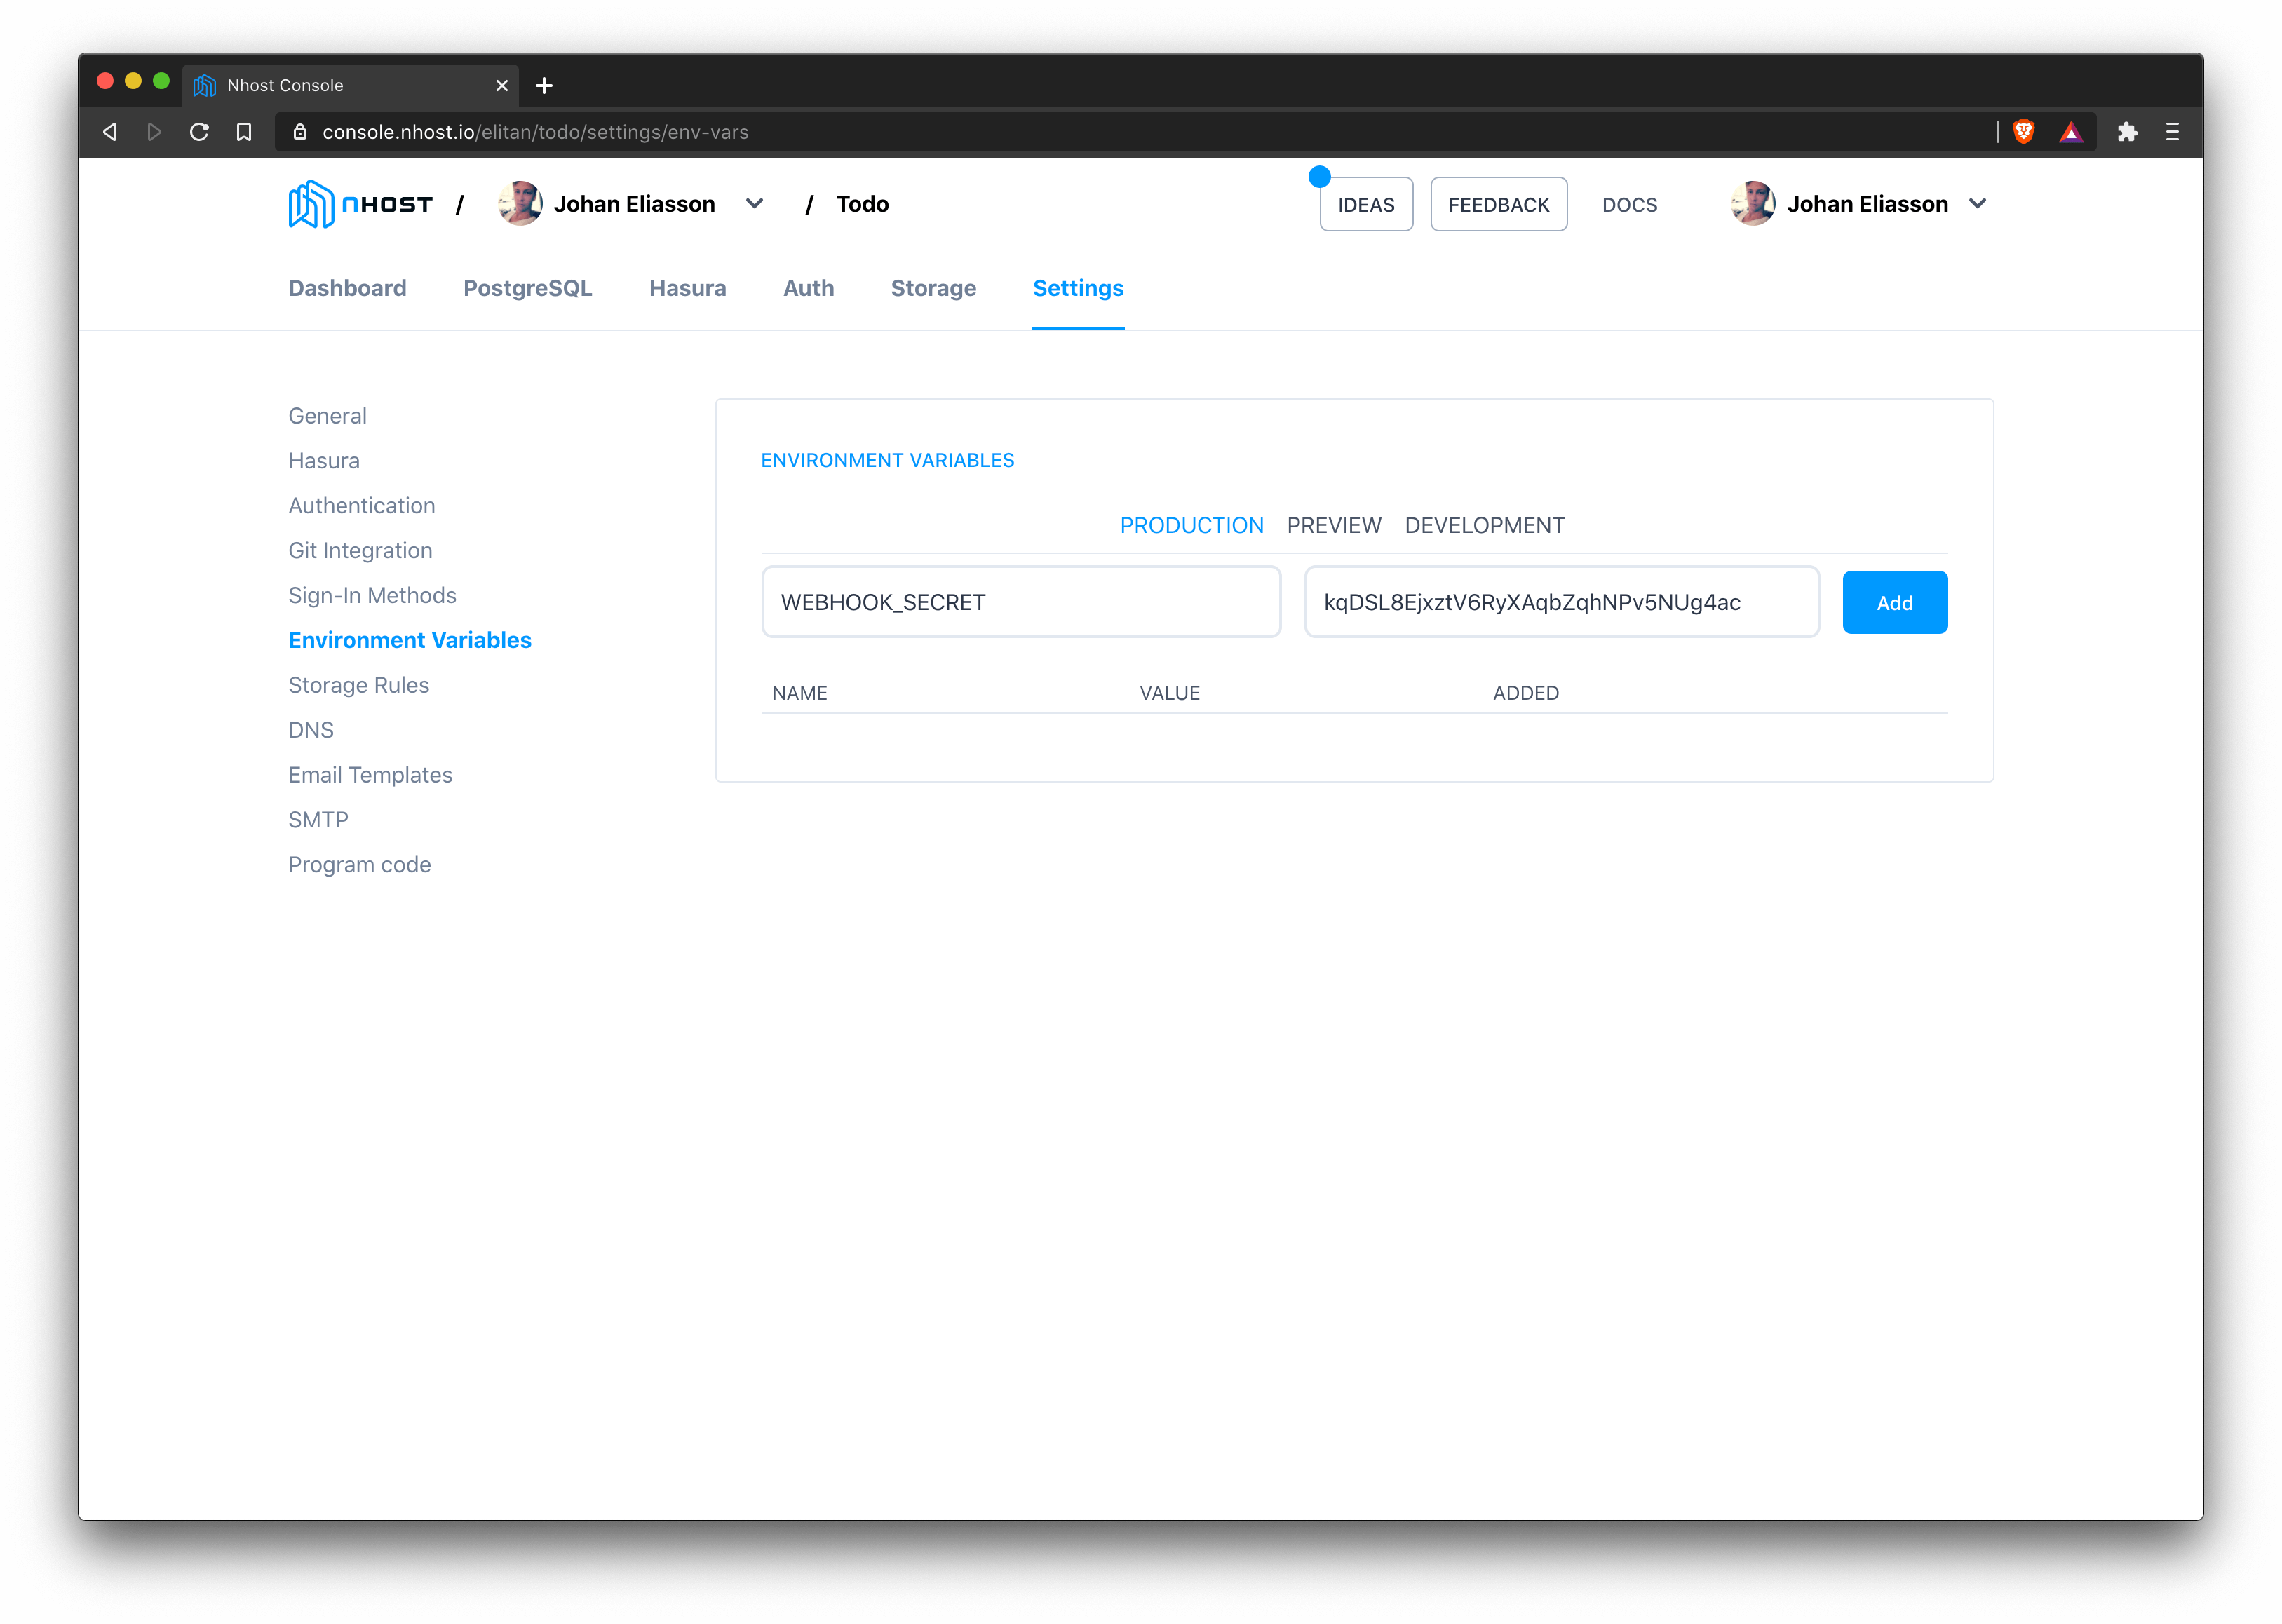 Nhost Console
console.nhost.io/elitan/todo/settings/env-vars
nHOST / Johan Eliasson / Todo IDEAS FEEDBACK DOCS Johan Eliasson
Dashboard PostgreSQL Hasura Auth Storage Settings
General
Hasura
Authentication
Git Integration
Sign-In Methods
Environment Variables
Storage Rules
DNS
Email Templates
SMTP
Program code
ENVIRONMENT VARIABLES
PRODUCTION PREVIEW DEVELOPMENT
WEBHOOK_SECRET kqDSL8EjxztV6RyXAqbZqhNPv5NUg4ac Add
NAME VALUE ADDED